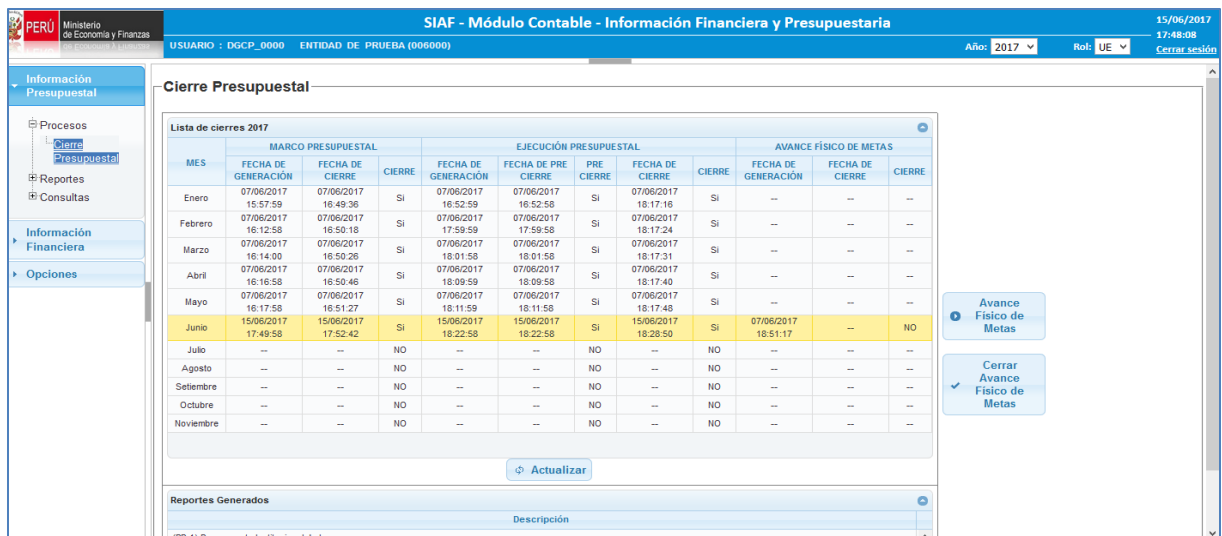 PERÚ Ministerio de Economía y Finanzas
SIAF - Módulo Contable - Información Financiera y Presupuestaria
15/06/2017
17:48:08
USUARIO : DGCP_0000 ENTIDAD DE PRUEBA (006000)
Año: 2017 Rol: UE Cerrar sesión
Información Presupuestal
Procesos
Cierre Presupuestal
Reportes
Consultas
Información Financiera
Opciones
Cierre Presupuestal
Lista de cierres 2017
MES MARCO PRESUPUESTAL EJECUCIÓN PRESUPUESTAL AVANCE FÍSICO DE METAS
FECHA DE GENERACIÓN FECHA DE CIERRE CIERRE FECHA DE GENERACIÓN FECHA DE PRE CIERRE PRE CIERRE FECHA DE CIERRE CIERRE FECHA DE GENERACIÓN FECHA DE CIERRE CIERRE
Enero 07/06/2017 15:57:59 07/06/2017 16:49:36 Si 07/06/2017 16:52:59 07/06/2017 16:52:58 Si 07/06/2017 18:17:16 Si -- -- --
Febrero 07/06/2017 16:12:58 07/06/2017 16:50:18 Si 07/06/2017 17:59:59 07/06/2017 17:59:58 Si 07/06/2017 18:17:24 Si -- -- --
Marzo 07/06/2017 16:14:00 07/06/2017 16:50:26 Si 07/06/2017 18:01:58 07/06/2017 18:01:58 Si 07/06/2017 18:17:31 Si -- -- --
Abril 07/06/2017 16:16:58 07/06/2017 16:50:46 Si 07/06/2017 18:09:59 07/06/2017 18:09:58 Si 07/06/2017 18:17:40 Si -- -- --
Mayo 07/06/2017 16:17:58 07/06/2017 16:51:27 Si 07/06/2017 18:11:59 07/06/2017 18:11:58 Si 07/06/2017 18:17:48 Si -- -- --
Junio 15/06/2017 17:49:58 15/06/2017 17:52:42 Si 15/06/2017 18:22:58 15/06/2017 18:22:58 Si 15/06/2017 18:28:50 Si 07/06/2017 18:51:17 -- NO
Julio -- -- NO -- -- NO -- NO -- -- --
Agosto -- -- NO -- -- NO -- NO -- -- --
Setiembre -- -- NO -- -- NO -- NO -- -- --
Octubre -- -- NO -- -- NO -- NO -- -- --
Noviembre -- -- NO -- -- NO -- NO -- -- --
Avance Físico de Metas
Cerrar Avance Físico de Metas
Actualizar
Reportes Generados
Descripción